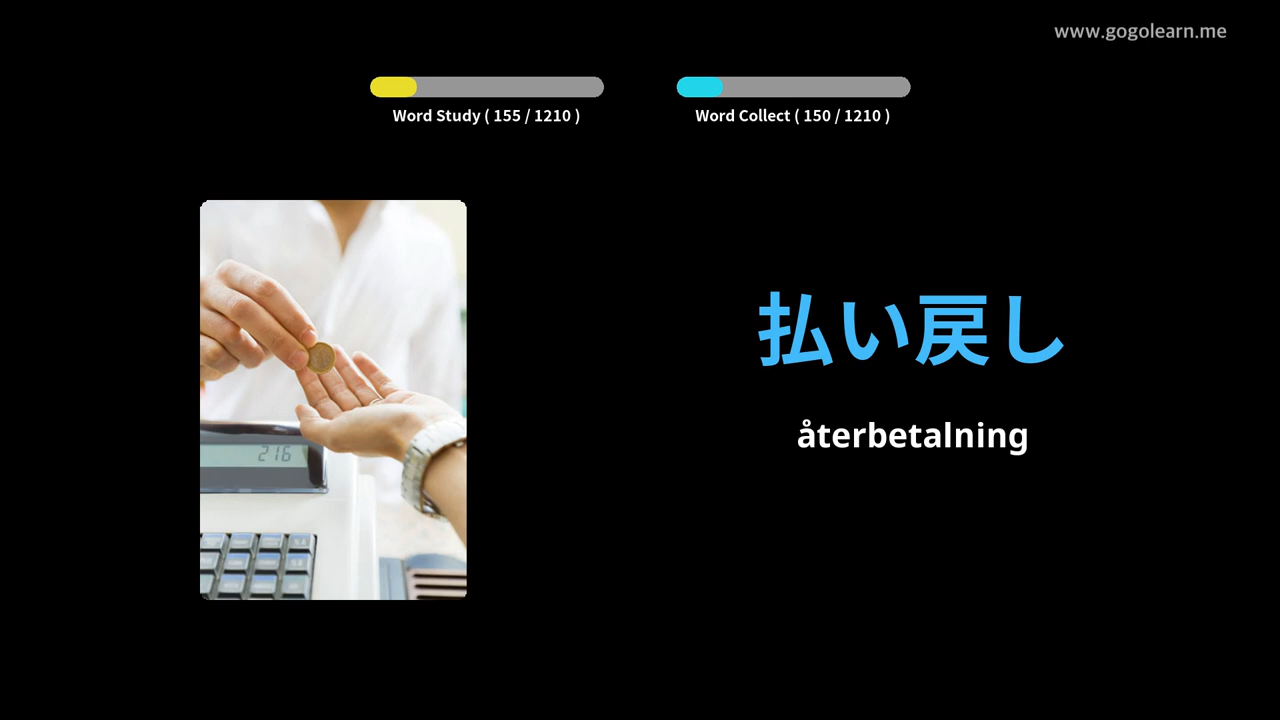 www.gogolearn.me
Word Study ( 155 / 1210 )
Word Collect ( 150 / 1210 )
払い戻し
återbetalning
216